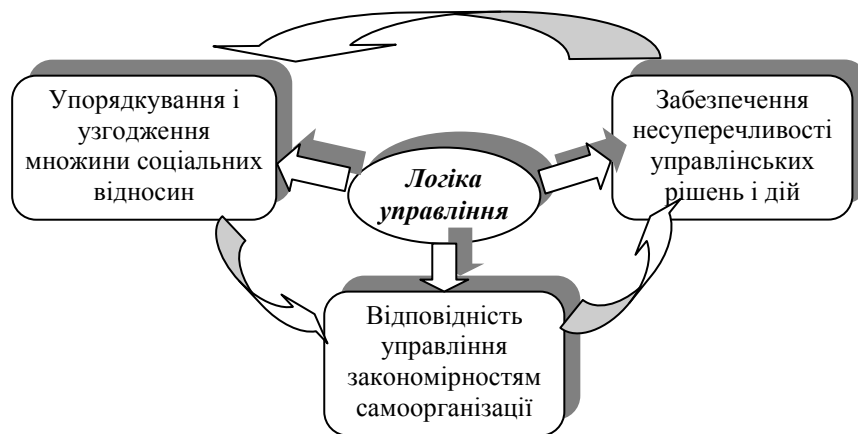 Упорядкування і
узгодження
множини соціальних
відносин
Забезпечення
несуперечливості
управлінських
рішень і дій
Логіка
управління
Відповідність
управління
закономірностям
самоорганізації